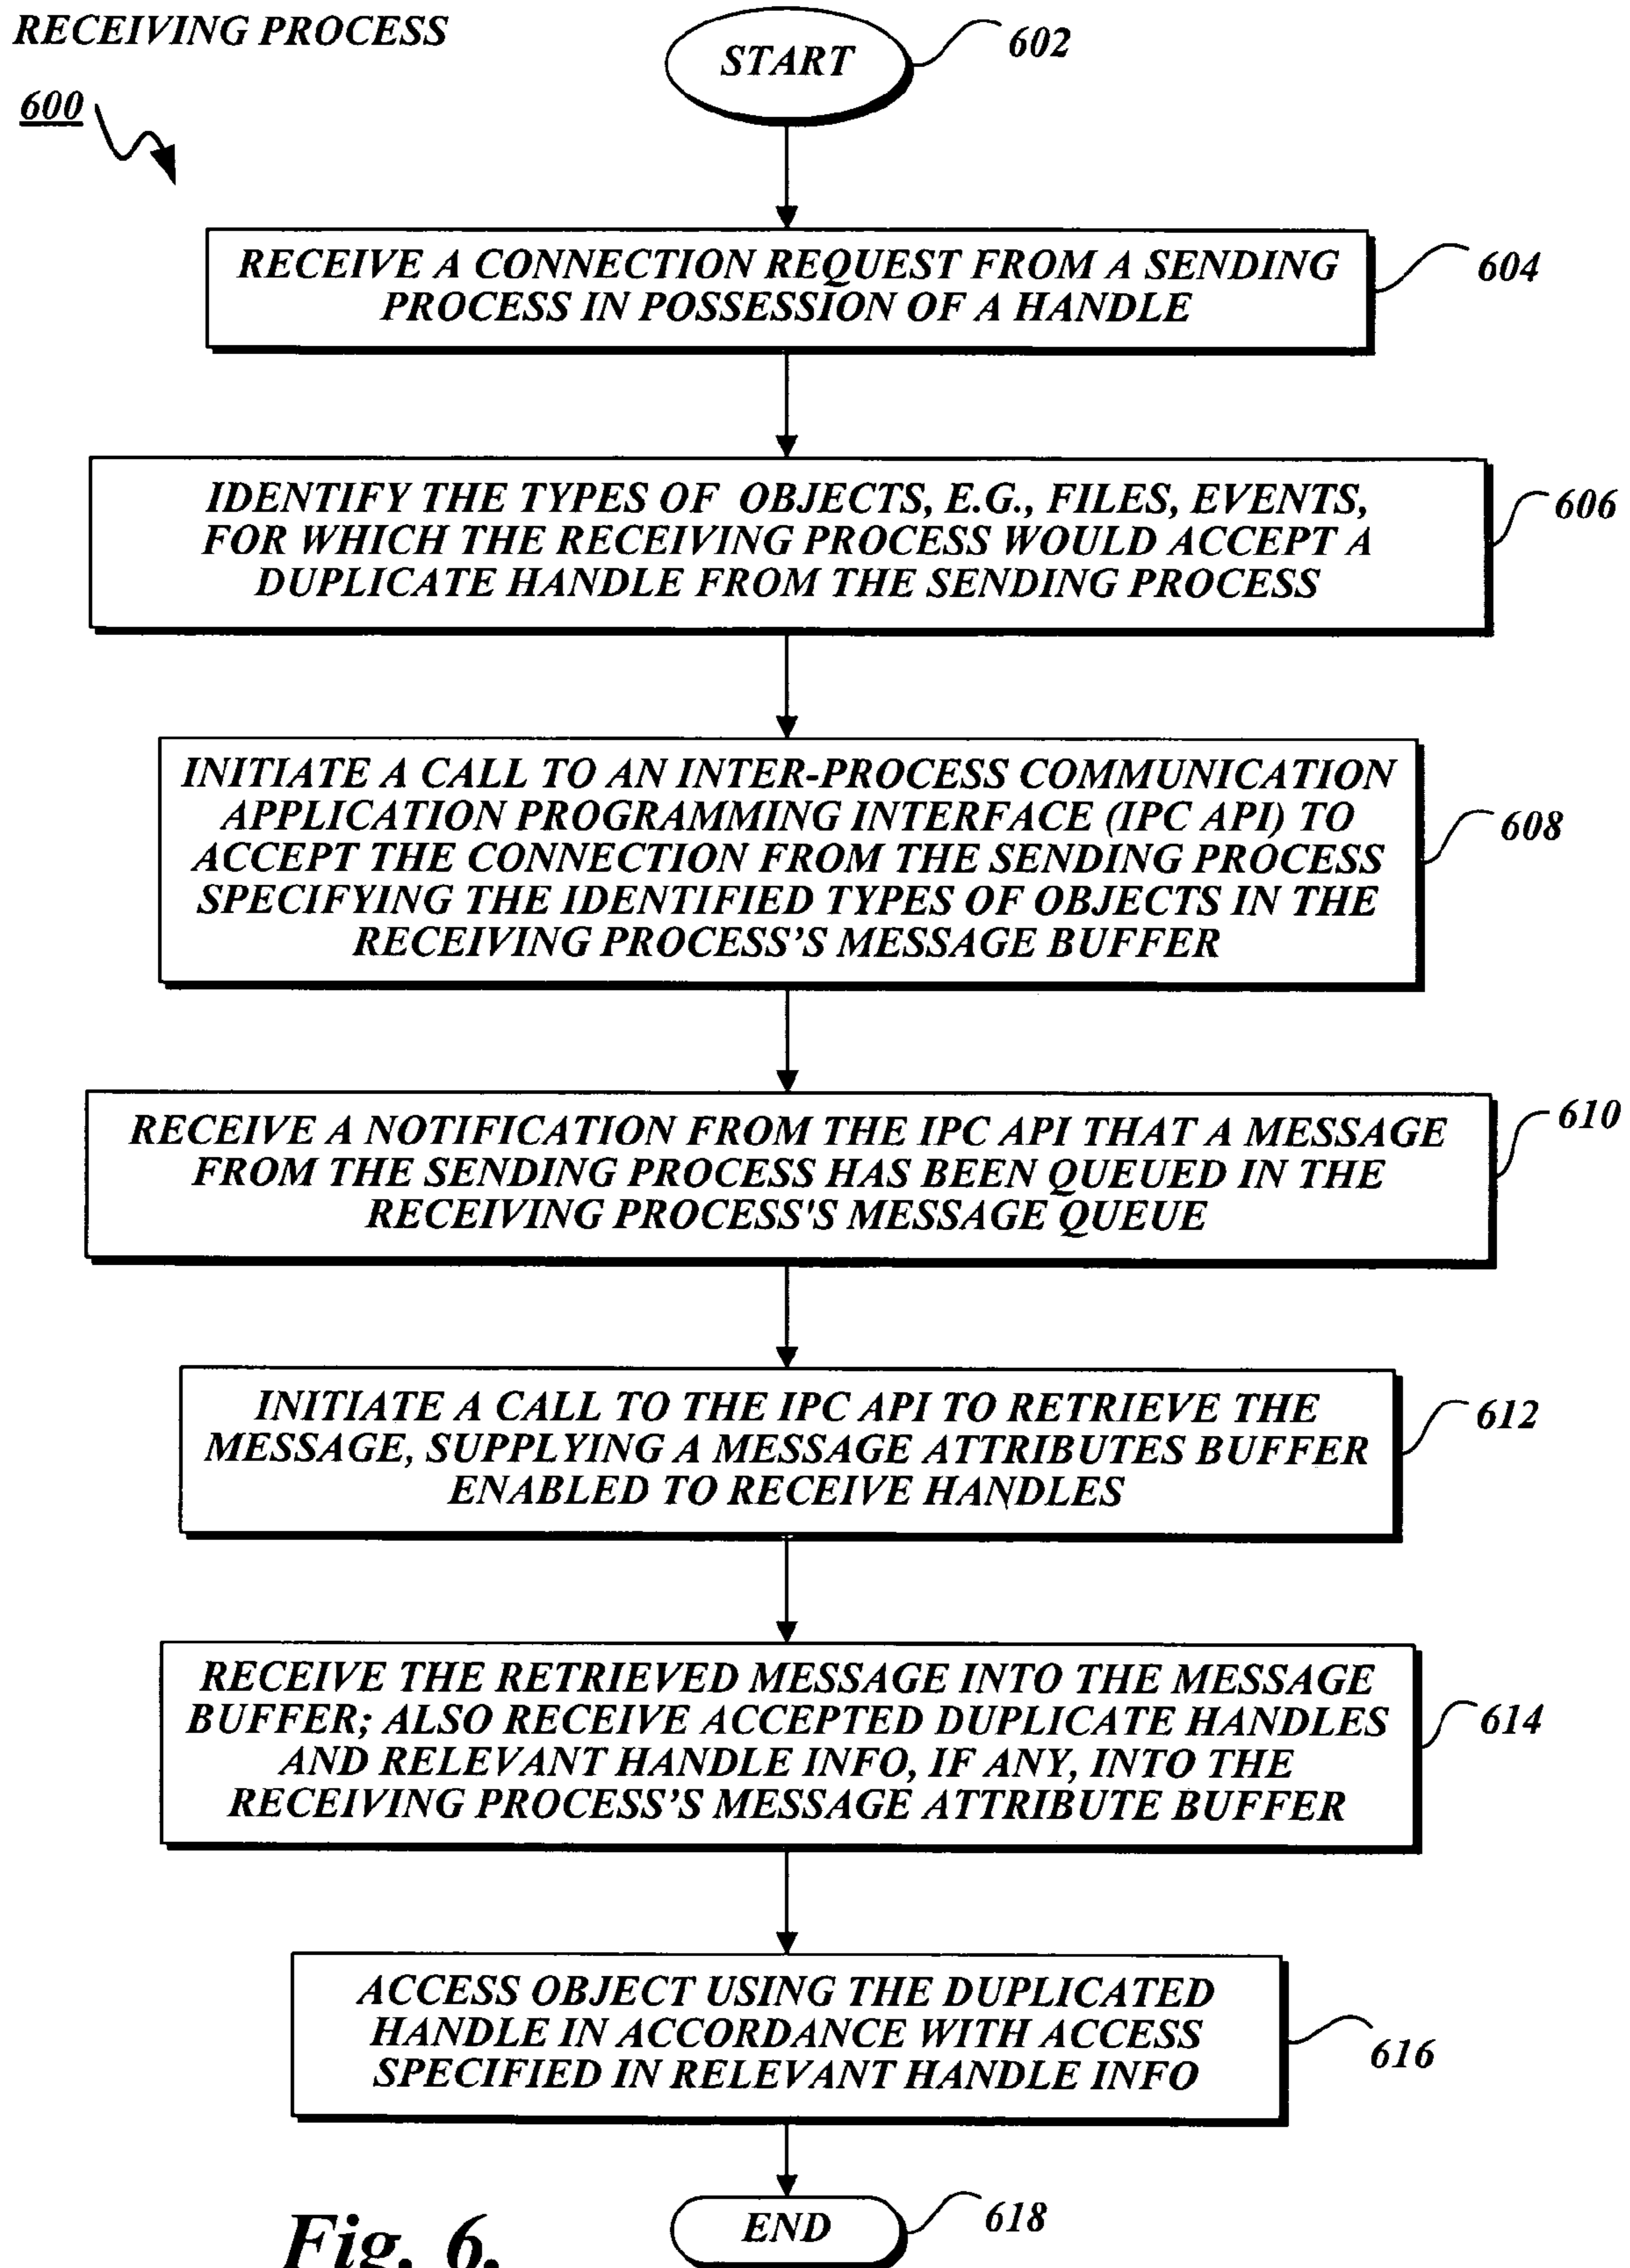 RECEIVING PROCESS
600
START
602
RECEIVE A CONNECTION REQUEST FROM A SENDING
PROCESS IN POSSESSION OF A HANDLE
604
IDENTIFY THE TYPES OF OBJECTS, E.G., FILES, EVENTS,
FOR WHICH THE RECEIVING PROCESS WOULD ACCEPT A
DUPLICATE HANDLE FROM THE SENDING PROCESS
606
INITIATE A CALL TO AN INTER-PROCESS COMMUNICATION
APPLICATION PROGRAMMING INTERFACE (IPC API) TO
ACCEPT THE CONNECTION FROM THE SENDING PROCESS
SPECIFYING THE IDENTIFIED TYPES OF OBJECTS IN THE
RECEIVING PROCESS'S MESSAGE BUFFER
608
RECEIVE A NOTIFICATION FROM THE IPC API THAT A MESSAGE
FROM THE SENDING PROCESS HAS BEEN QUEUED IN THE
RECEIVING PROCESS'S MESSAGE QUEUE
610
INITIATE A CALL TO THE IPC API TO RETRIEVE THE
MESSAGE, SUPPLYING A MESSAGE ATTRIBUTES BUFFER
ENABLED TO RECEIVE HANDLES
612
RECEIVE THE RETRIEVED MESSAGE INTO THE MESSAGE
BUFFER; ALSO RECEIVE ACCEPTED DUPLICATE HANDLES
AND RELEVANT HANDLE INFO, IF ANY, INTO THE
RECEIVING PROCESS'S MESSAGE ATTRIBUTE BUFFER
614
ACCESS OBJECT USING THE DUPLICATED
HANDLE IN ACCORDANCE WITH ACCESS
SPECIFIED IN RELEVANT HANDLE INFO
616
END
618
Fig. 6.